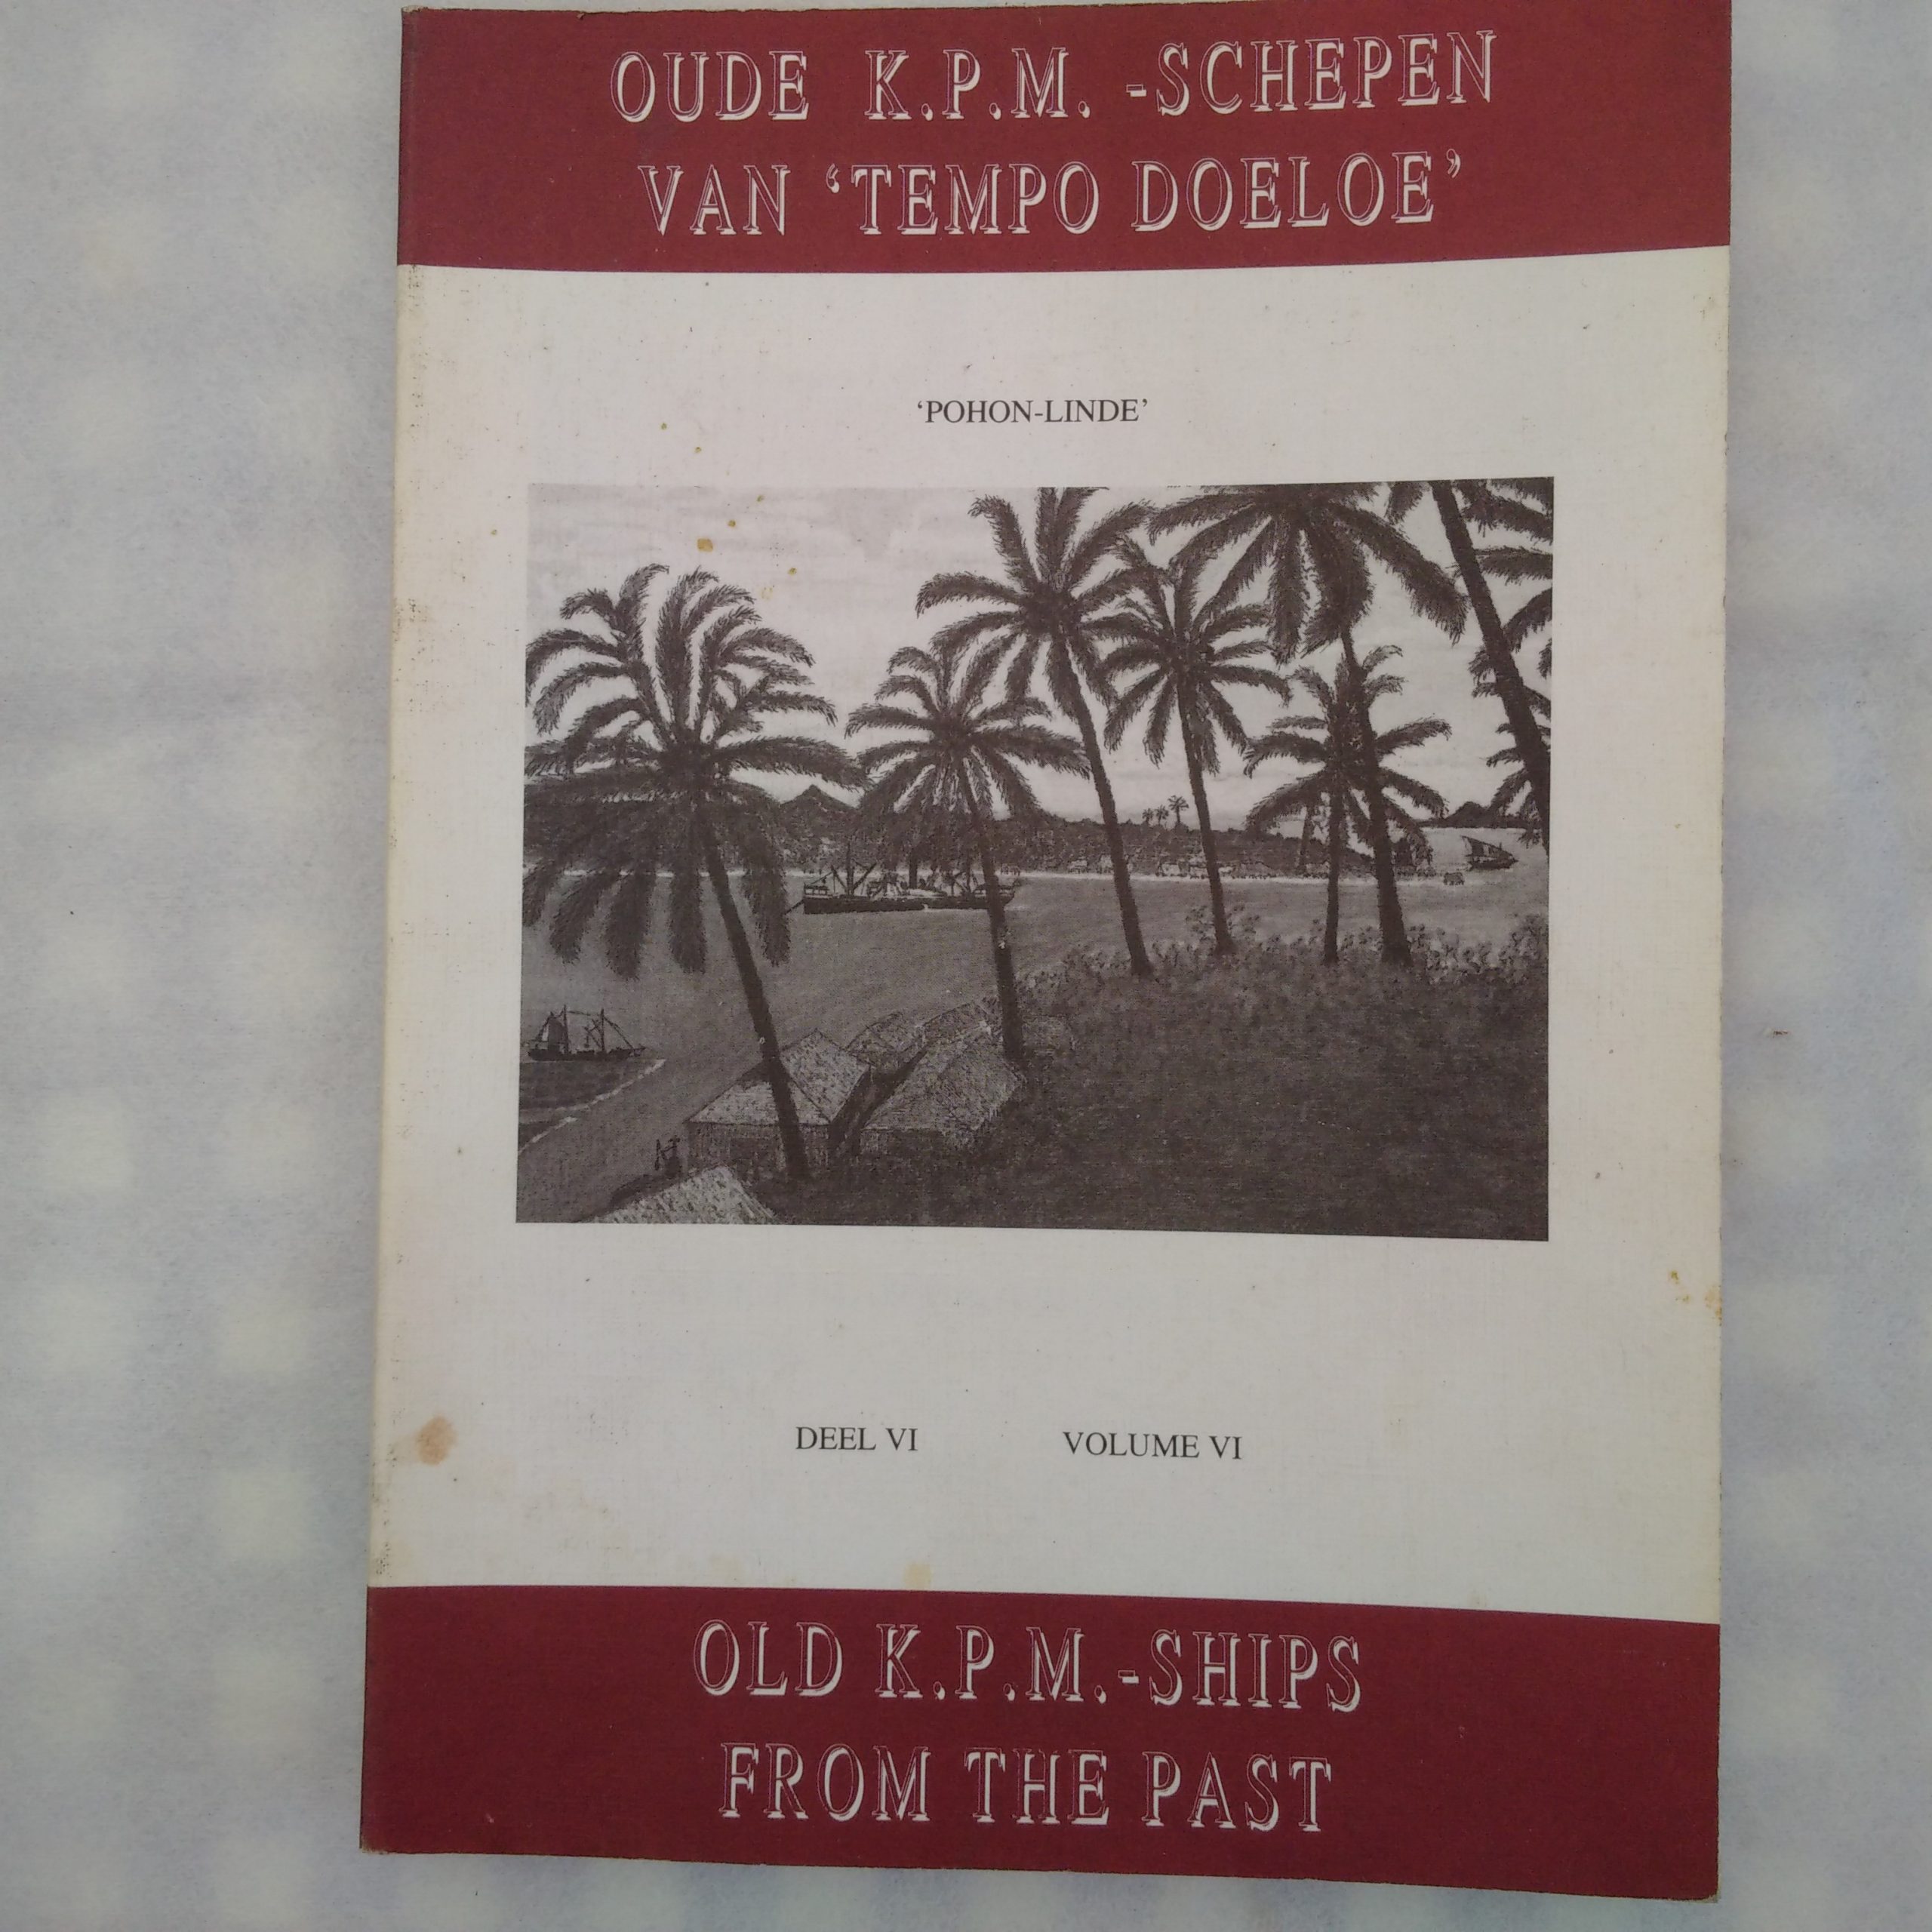 OUDE K.P.M. -SCHEPEN
VAN ‘TEMPO DOELOE’
‘POHON-LINDE’
DEEL VI VOLUME VI
OLD K.P.M.-SHIPS
FROM THE PAST